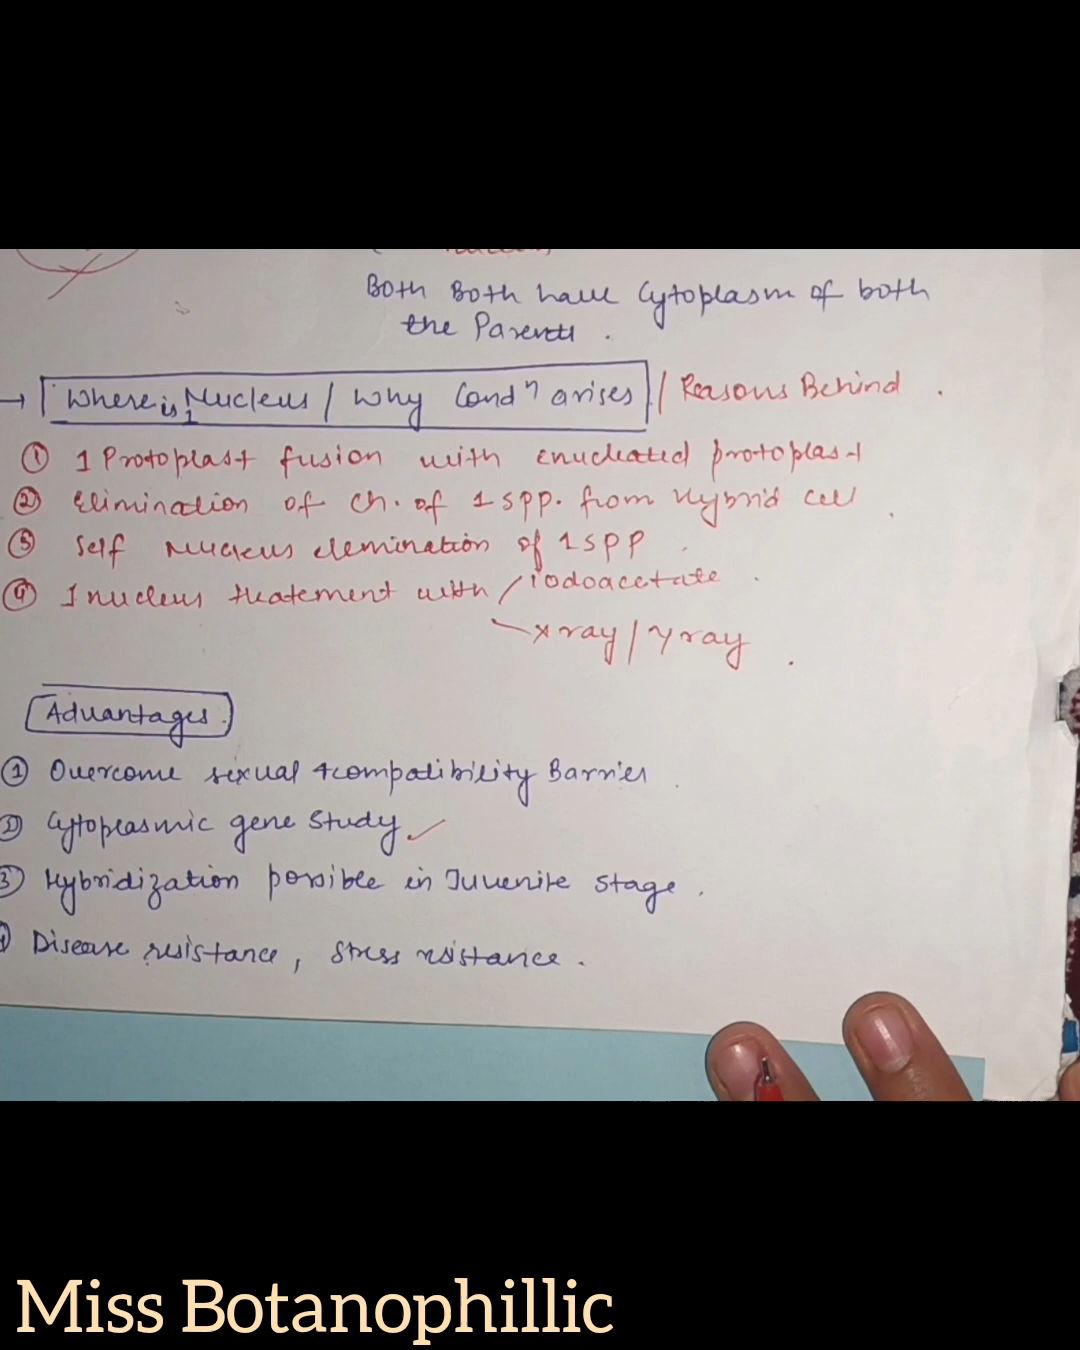 Both Both have Cytoplasm of both
the Parents .
→ Where is 1 Nucleus / Why Condⁿ arises / Reasons Behind .
① 1 Protoplast fusion with enucleated protoplast
② Elimination of Ch. of 1 spp. from Hybrid cell .
③ Self Nucleus elemination of 1 spp .
④ 1 nucleus treatement with / iodoacetate .
x ray / γ ray .
Advantages.
① Overcome sexual compatibility Barrier .
② Cytoplasmic gene Study ✓
③ Hybridization possible in Juvenile stage .
Disease resistance, stress resistance .
Miss Botanophillic